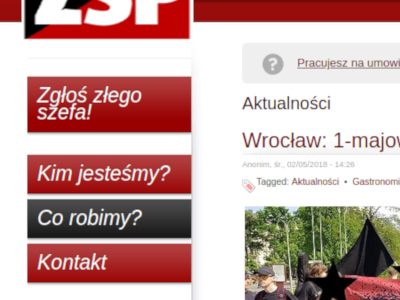 ZSP
Zgłoś złego
szefa!
Kim jesteśmy?
Co robimy?
Kontakt
Pracujesz na umowi
Aktualności
Wrocław: 1-majow
Anonim, śr., 02/05/2018 - 14:26
Tagged: Aktualności • Gastronomi